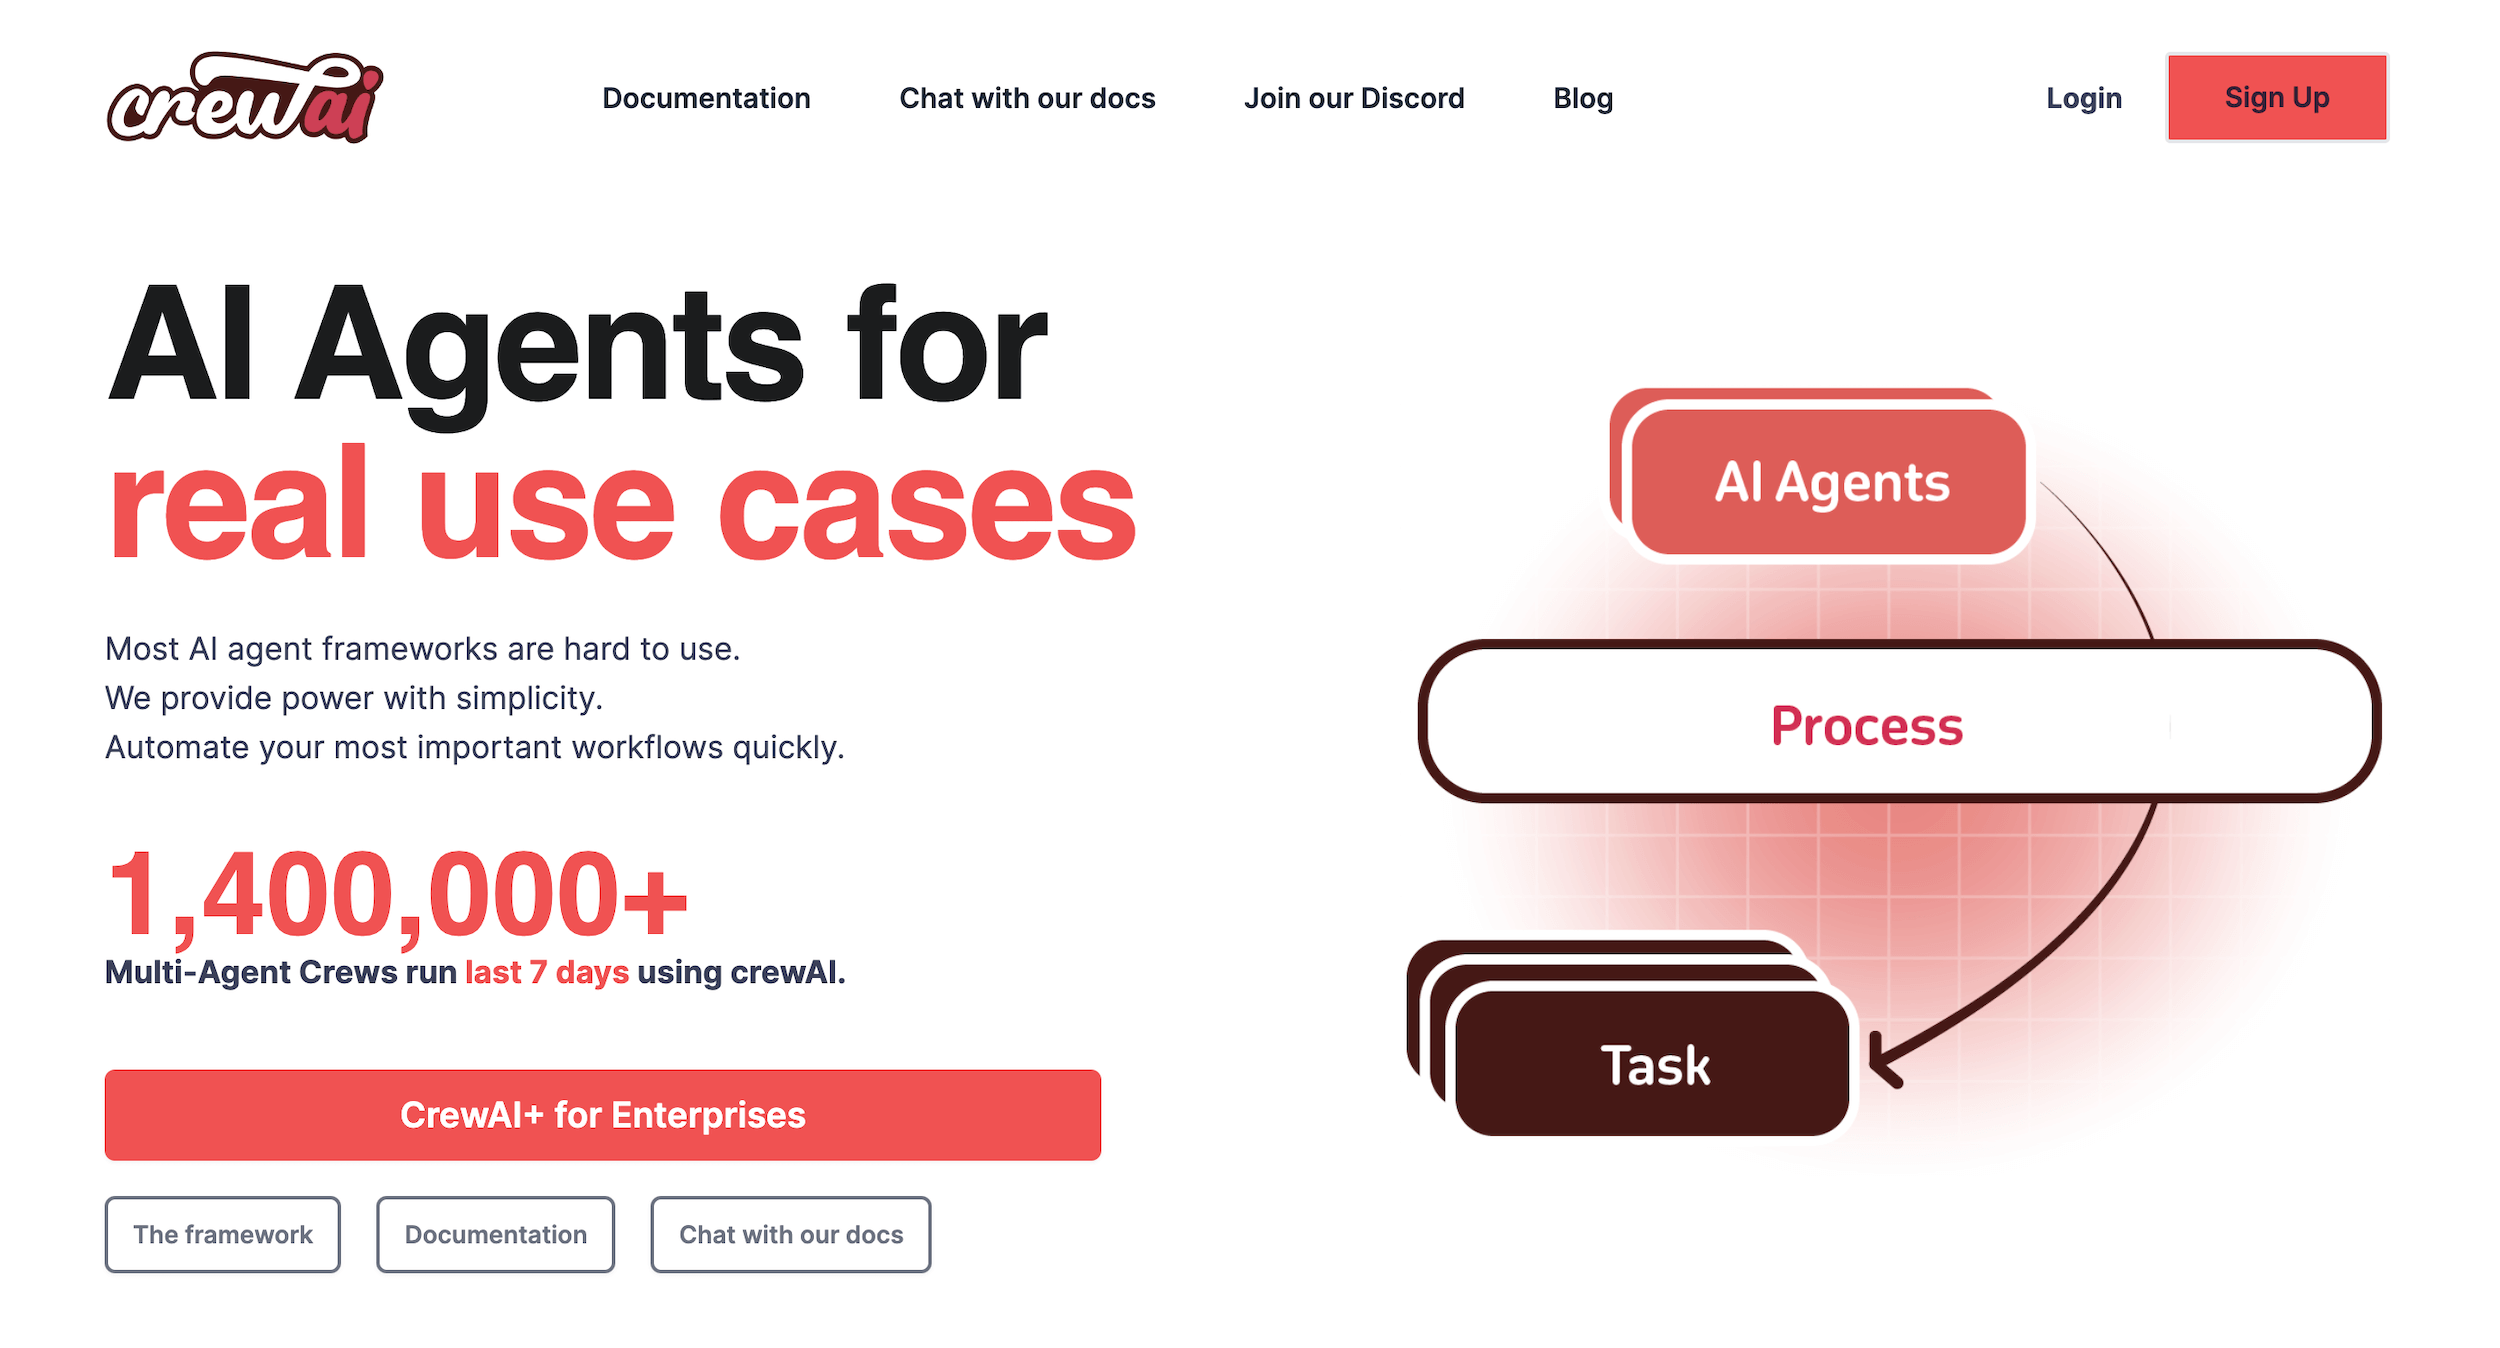 crewai
Documentation
Chat with our docs
Join our Discord
Blog
Login
Sign Up
AI Agents for
real use cases
Most AI agent frameworks are hard to use.
We provide power with simplicity.
Automate your most important workflows quickly.
1,400,000+
Multi-Agent Crews run last 7 days using crewAI.
CrewAI+ for Enterprises
The framework
Documentation
Chat with our docs
AI Agents
Process
Task